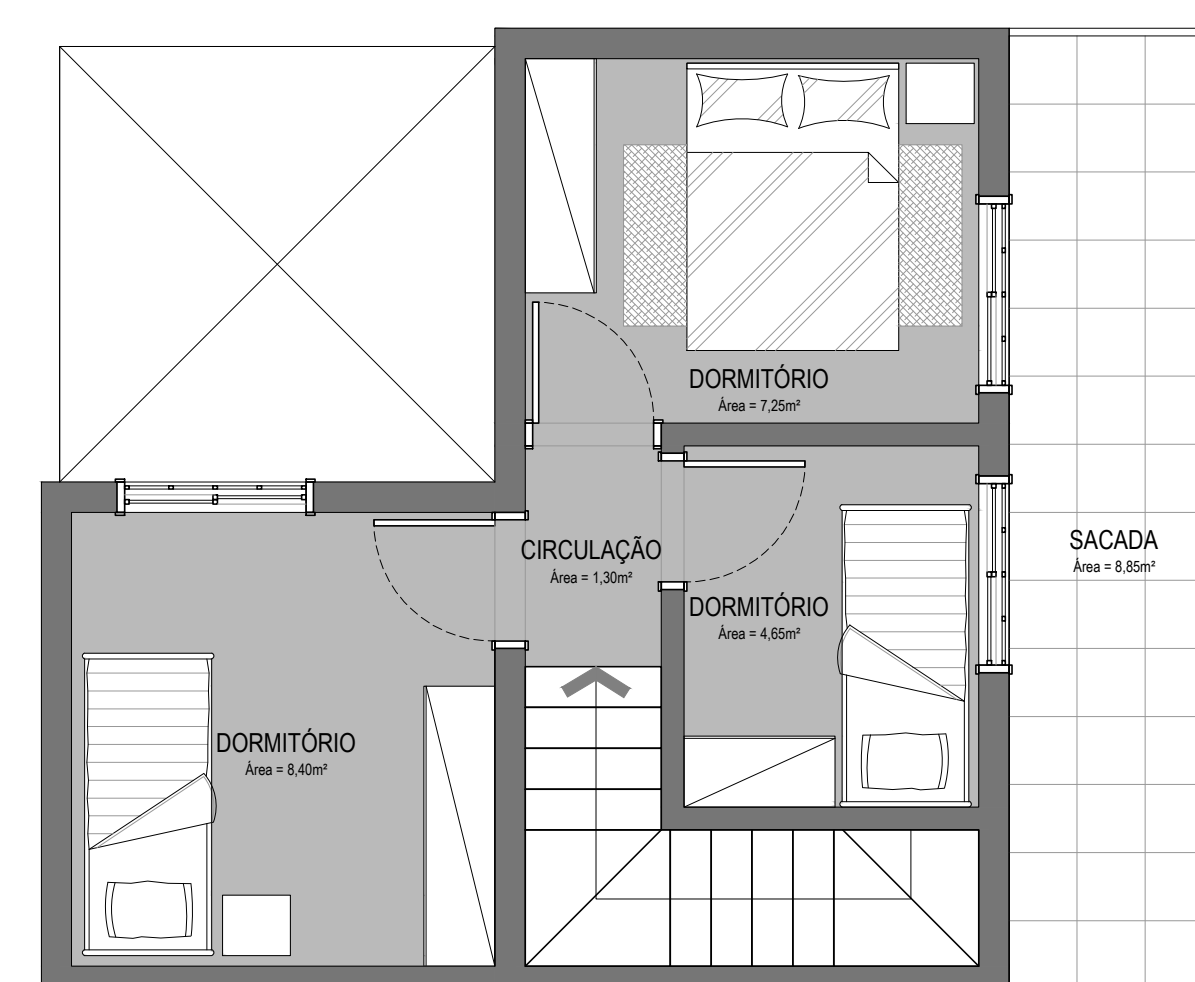 DORMITÓRIO
Área = 7,25m²
CIRCULAÇÃO
Área = 1,30m²
SACADA
Área = 8,85m²
DORMITÓRIO
Área = 4,65m²
DORMITÓRIO
Área = 8,40m²